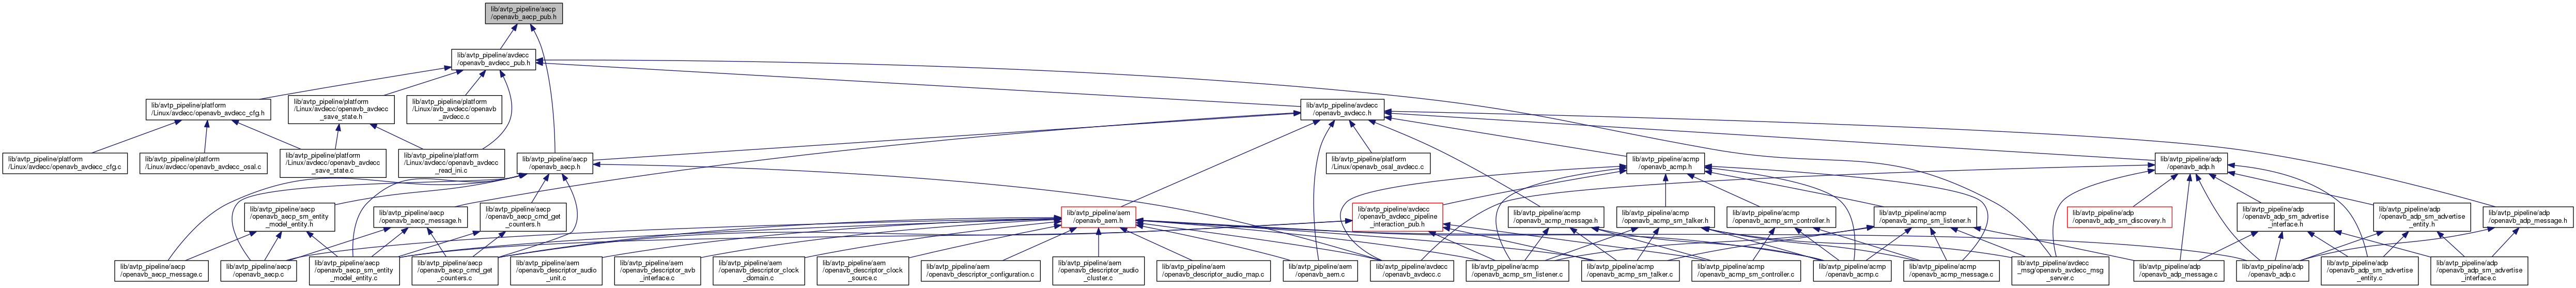 lib/avtp_pipeline/aecp
/openavb_aecp_pub.h
lib/avtp_pipeline/avdecc
/openavb_avdecc_pub.h
lib/avtp_pipeline/platform
/Linux/avdecc/openavb_avdecc_cfg.h
lib/avtp_pipeline/platform
/Linux/avdecc/openavb_avdecc
_save_state.h
lib/avtp_pipeline/platform
/Linux/avb_avdecc/openavb
_avdecc.c
lib/avtp_pipeline/avdecc
/openavb_avdecc.h
lib/avtp_pipeline/platform
/Linux/avdecc/openavb_avdecc_cfg.c
lib/avtp_pipeline/platform
/Linux/avdecc/openavb_avdecc_osal.c
lib/avtp_pipeline/platform
/Linux/avdecc/openavb_avdecc
_save_state.c
lib/avtp_pipeline/platform
/Linux/avdecc/openavb_avdecc
_read_ini.c
lib/avtp_pipeline/aecp
/openavb_aecp.h
lib/avtp_pipeline/platform
/Linux/openavb_osal_avdecc.c
lib/avtp_pipeline/acmp
/openavb_acmp.h
lib/avtp_pipeline/adp
/openavb_adp.h
lib/avtp_pipeline/aecp
/openavb_aecp_sm_entity
_model_entity.h
lib/avtp_pipeline/aecp
/openavb_aecp_message.h
lib/avtp_pipeline/aecp
/openavb_aecp_cmd_get
_counters.h
lib/avtp_pipeline/aem
/openavb_aem.h
lib/avtp_pipeline/avdecc
/openavb_avdecc_pipeline
_interaction_pub.h
lib/avtp_pipeline/acmp
/openavb_acmp_message.h
lib/avtp_pipeline/acmp
/openavb_acmp_sm_talker.h
lib/avtp_pipeline/acmp
/openavb_acmp_sm_controller.h
lib/avtp_pipeline/acmp
/openavb_acmp_sm_listener.h
lib/avtp_pipeline/adp
/openavb_adp_sm_discovery.h
lib/avtp_pipeline/adp
/openavb_adp_sm_advertise
_interface.h
lib/avtp_pipeline/adp
/openavb_adp_sm_advertise
_entity.h
lib/avtp_pipeline/adp
/openavb_adp_message.h
lib/avtp_pipeline/aecp
/openavb_aecp_message.c
lib/avtp_pipeline/aecp
/openavb_aecp.c
lib/avtp_pipeline/aecp
/openavb_aecp_sm_entity
_model_entity.c
lib/avtp_pipeline/aecp
/openavb_aecp_cmd_get
_counters.c
lib/avtp_pipeline/aem
/openavb_descriptor_audio
_unit.c
lib/avtp_pipeline/aem
/openavb_descriptor_avb
_interface.c
lib/avtp_pipeline/aem
/openavb_descriptor_clock
_domain.c
lib/avtp_pipeline/aem
/openavb_descriptor_clock
_source.c
lib/avtp_pipeline/aem
/openavb_descriptor_configuration.c
lib/avtp_pipeline/aem
/openavb_descriptor_audio
_cluster.c
lib/avtp_pipeline/aem
/openavb_descriptor_audio_map.c
lib/avtp_pipeline/aem
/openavb_aem.c
lib/avtp_pipeline/avdecc
/openavb_avdecc.c
lib/avtp_pipeline/acmp
/openavb_acmp_sm_listener.c
lib/avtp_pipeline/acmp
/openavb_acmp_sm_talker.c
lib/avtp_pipeline/acmp
/openavb_acmp_sm_controller.c
lib/avtp_pipeline/acmp
/openavb_acmp.c
lib/avtp_pipeline/acmp
/openavb_acmp_message.c
lib/avtp_pipeline/avdecc
_msg/openavb_avdecc_msg
_server.c
lib/avtp_pipeline/adp
/openavb_adp_message.c
lib/avtp_pipeline/adp
/openavb_adp.c
lib/avtp_pipeline/adp
/openavb_adp_sm_advertise
_entity.c
lib/avtp_pipeline/adp
/openavb_adp_sm_advertise
_interface.c